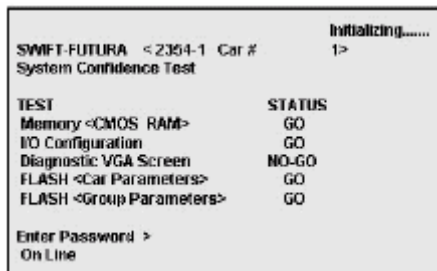 Initializing.......
SWIFT-FUTURA <2354-1 Car # 1>
System Confidence Test
TEST STATUS
Memory <CMOS RAM> GO
I/O Configuration GO
Diagnostic VGA Screen NO-GO
FLASH <Car Parameters> GO
FLASH <Group Parameters> GO
Enter Password >
On Line